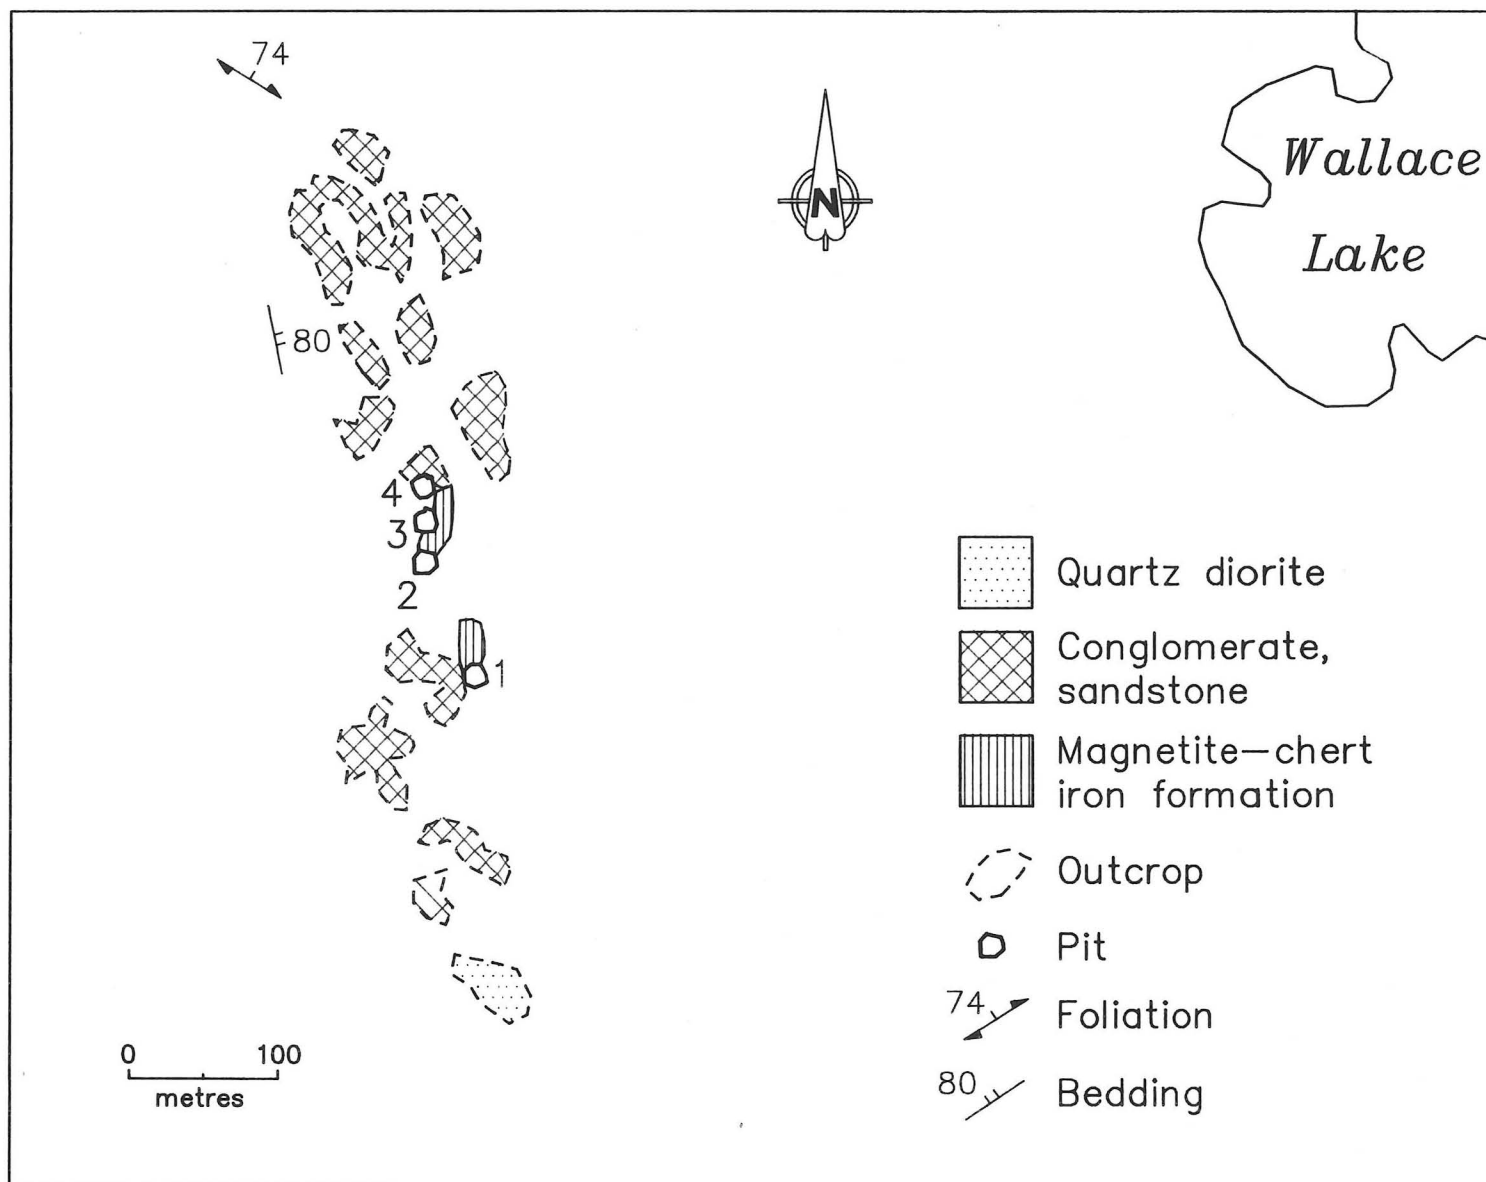 74
N
Wallace
Lake
80
4
3
2
1
Quartz diorite
Conglomerate,
sandstone
Magnetite—chert
iron formation
Outcrop
Pit
74
Foliation
80
Bedding
0 100
metres